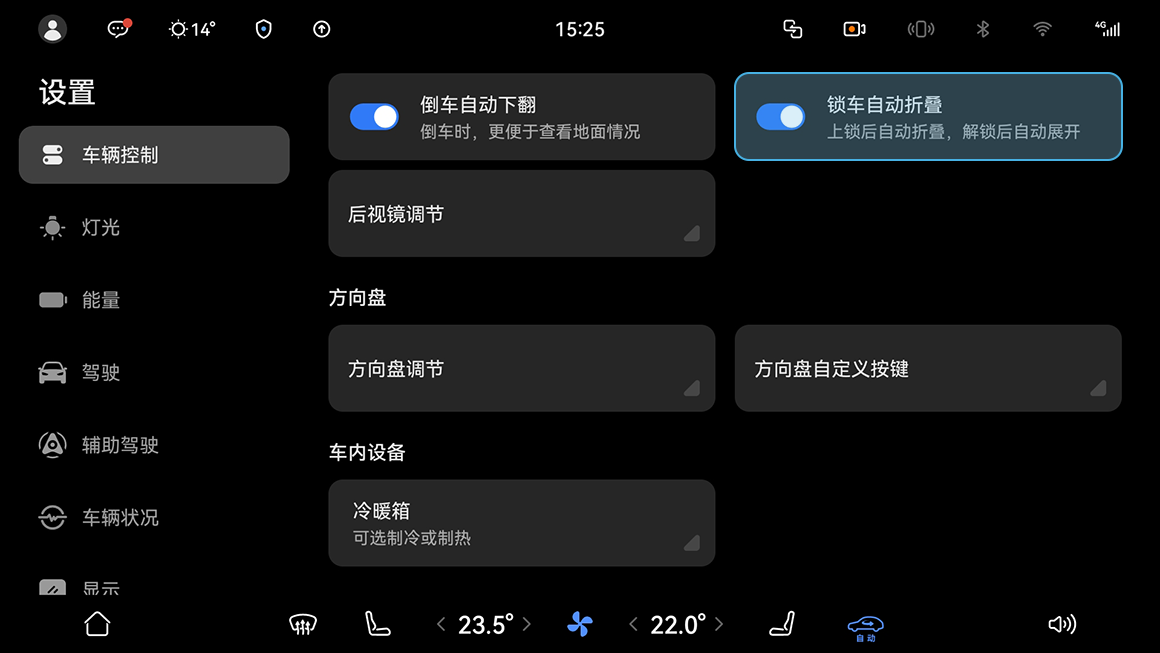 14°
15:25
4G
设置
车辆控制
灯光
能量
驾驶
辅助驾驶
车辆状况
显示
倒车自动下翻
倒车时，更便于查看地面情况
锁车自动折叠
上锁后自动折叠，解锁后自动展开
后视镜调节
方向盘
方向盘调节
方向盘自定义按键
车内设备
冷暖箱
可选制冷或制热
23.5°
22.0°
自动